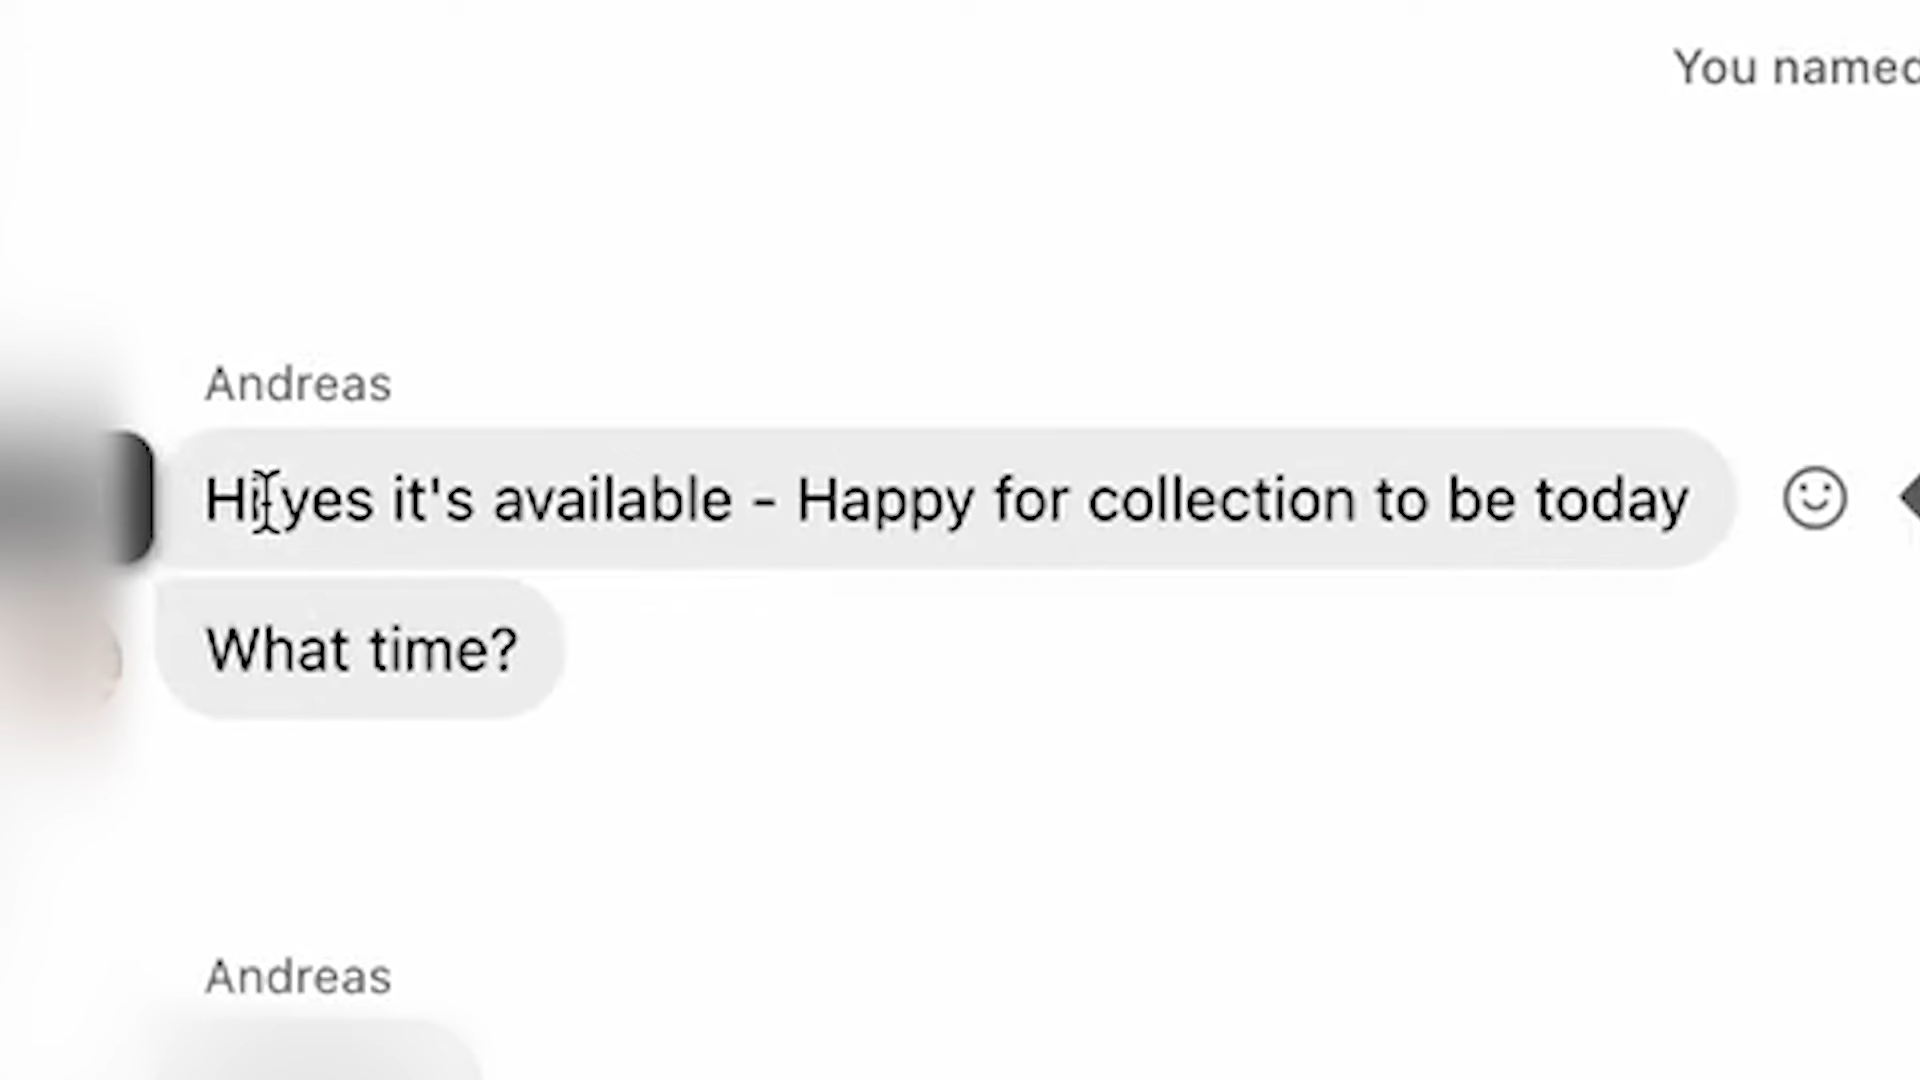 You named
Andreas
Hi yes it's available - Happy for collection to be today
What time?
Andreas